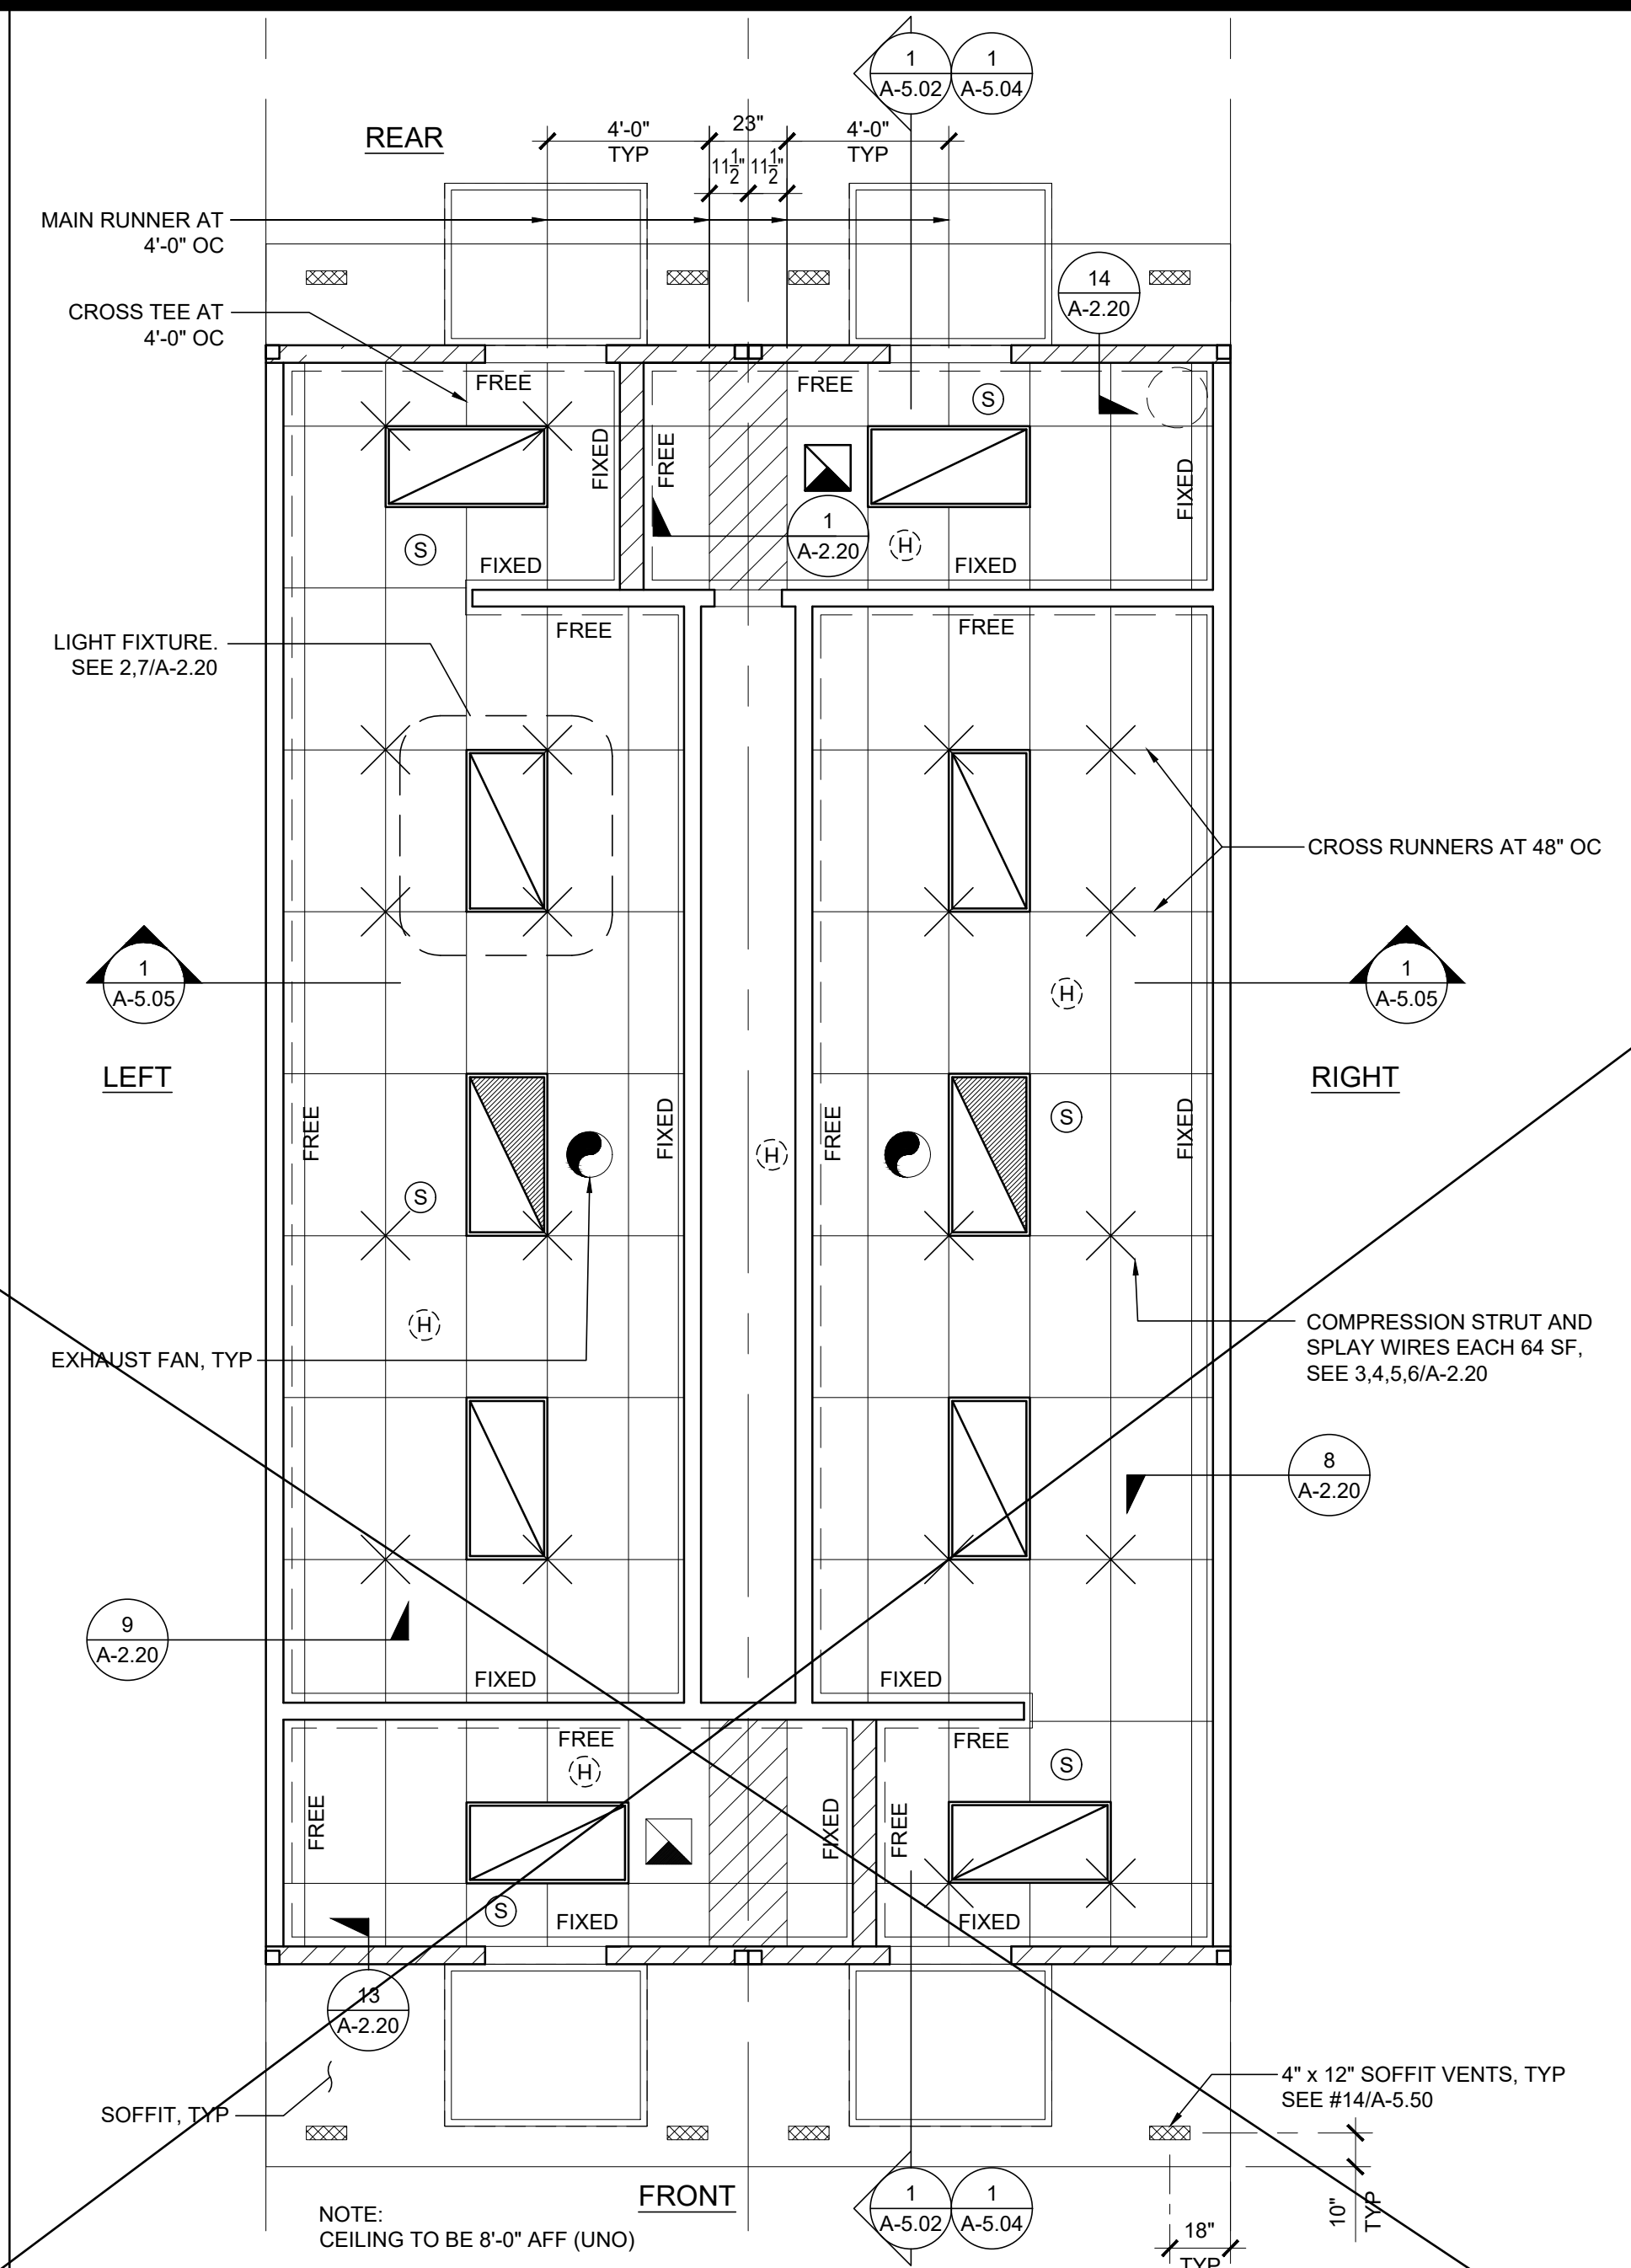 1
A-5.02
1
A-5.04
REAR
4'-0"
TYP
23"
4'-0"
TYP
11 1/2"
11 1/2"
MAIN RUNNER AT
4'-0" OC
CROSS TEE AT
4'-0" OC
14
A-2.20
FREE
FREE
S
FIXED
FREE
FIXED
S
1
A-2.20
H
FIXED
FIXED
LIGHT FIXTURE.
SEE 2,7/A-2.20
FREE
FREE
CROSS RUNNERS AT 48" OC
1
A-5.05
H
1
A-5.05
LEFT
RIGHT
FREE
FIXED
H
FREE
S
FIXED
S
H
EXHAUST FAN, TYP
COMPRESSION STRUT AND
SPLAY WIRES EACH 64 SF,
SEE 3,4,5,6/A-2.20
8
A-2.20
9
A-2.20
FIXED
FIXED
FREE
FREE
H
S
FREE
FIXED
FREE
S
FIXED
FIXED
13
A-2.20
SOFFIT, TYP
4" x 12" SOFFIT VENTS, TYP
SEE #14/A-5.50
FRONT
1
A-5.02
1
A-5.04
10"
TYP
18"
TYP
NOTE:
CEILING TO BE 8'-0" AFF (UNO)